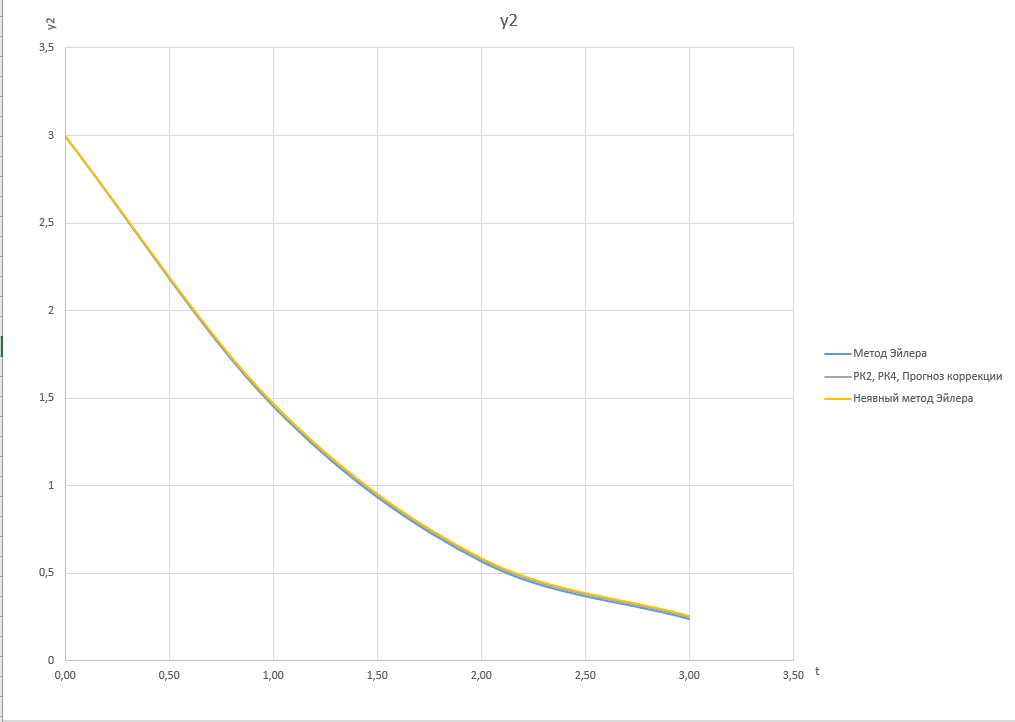 y2
y2
3,5
3
2,5
2
1,5
1
0,5
0
0,00 0,50 1,00 1,50 2,00 2,50 3,00 3,50 t
Метод Эйлера
РК2, РК4, Прогноз коррекции
Неявный метод Эйлера